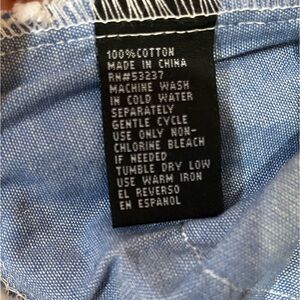 100%COTTON
MADE IN CHINA
RN#53237
MACHINE WASH
IN COLD WATER
SEPARATELY
GENTLE CYCLE
USE ONLY NON-
CHLORINE BLEACH
IF NEEDED
TUMBLE DRY LOW
USE WARM IRON
EL REVERSO
EN ESPANOL